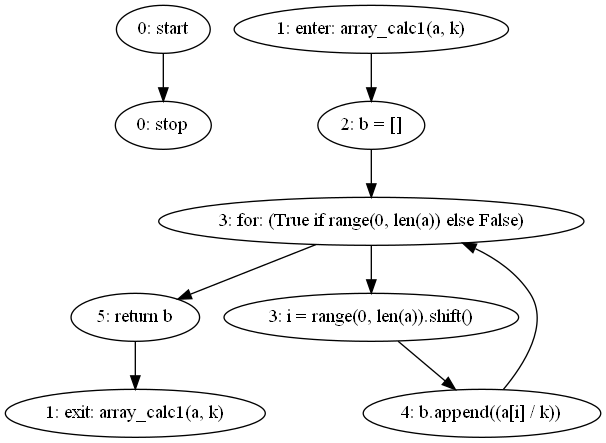 0: start
1: enter: array_calc1(a, k)
0: stop
2: b = []
3: for: (True if range(0, len(a)) else False)
5: return b
3: i = range(0, len(a)).shift()
1: exit: array_calc1(a, k)
4: b.append((a[i] / k))